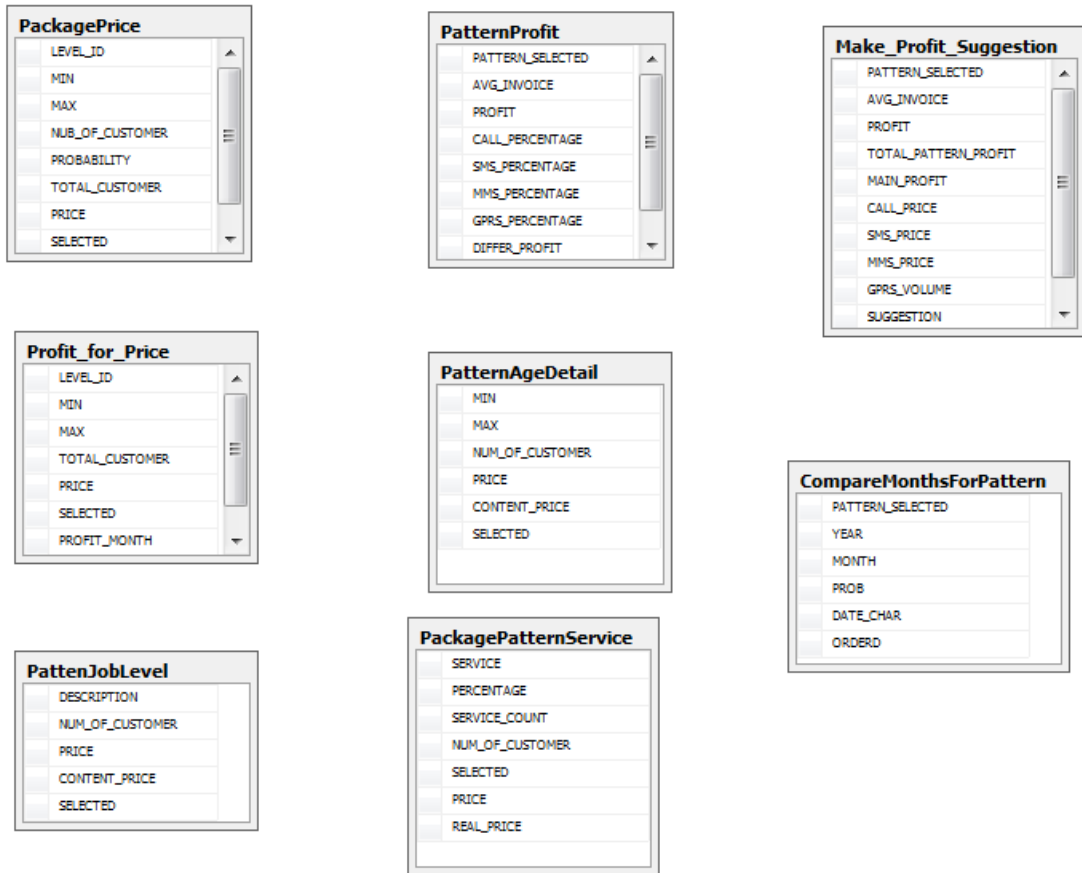 PackagePrice
LEVEL_ID
MIN
MAX
NUB_OF_CUSTOMER
PROBABILITY
TOTAL_CUSTOMER
PRICE
SELECTED
PatternProfit
PATTERN_SELECTED
AVG_INVOICE
PROFIT
CALL_PERCENTAGE
SMS_PERCENTAGE
MMS_PERCENTAGE
GPRS_PERCENTAGE
DIFFER_PROFIT
Make_Profit_Suggestion
PATTERN_SELECTED
AVG_INVOICE
PROFIT
TOTAL_PATTERN_PROFIT
MAIN_PROFIT
CALL_PRICE
SMS_PRICE
MMS_PRICE
GPRS_VOLUME
SUGGESTION
Profit_for_Price
LEVEL_ID
MIN
MAX
TOTAL_CUSTOMER
PRICE
SELECTED
PROFIT_MONTH
PatternAgeDetail
MIN
MAX
NUM_OF_CUSTOMER
PRICE
CONTENT_PRICE
SELECTED
CompareMonthsForPattern
PATTERN_SELECTED
YEAR
MONTH
PROB
DATE_CHAR
ORDERD
PattenJobLevel
DESCRIPTION
NUM_OF_CUSTOMER
PRICE
CONTENT_PRICE
SELECTED
PackagePatternService
SERVICE
PERCENTAGE
SERVICE_COUNT
NUM_OF_CUSTOMER
SELECTED
PRICE
REAL_PRICE